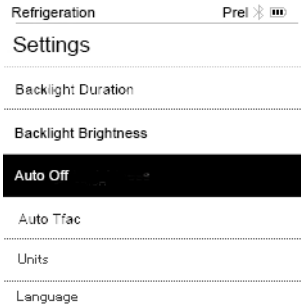 Refrigeration Prel
Settings
Backlight Duration
Backlight Brightness
Auto Off
Auto Tfac
Units
Language